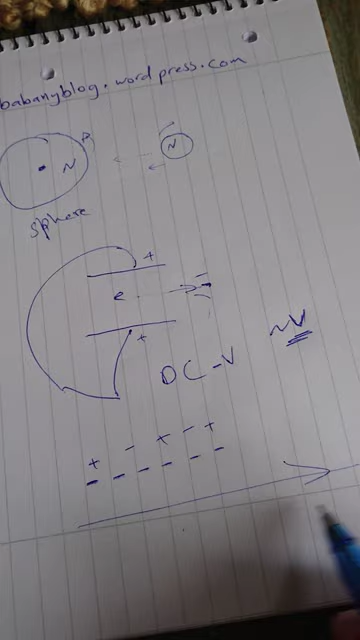 babanyblog.wordpress.com
R
N N
sphere
+
e
+
DC-V ~V
+ - + - +
- - - - - -